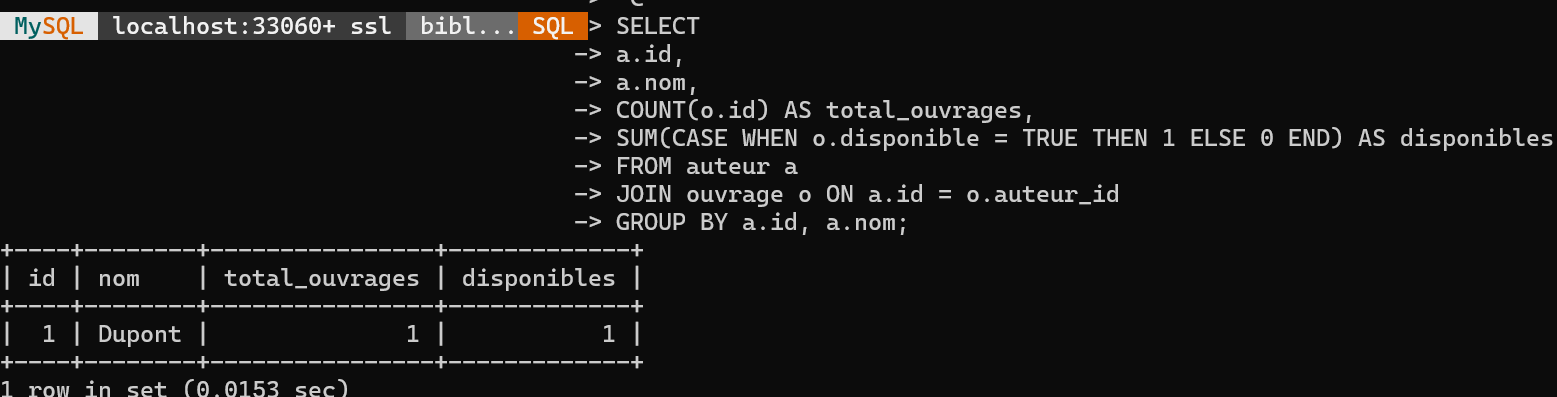 > ^C
MySQL localhost:33060+ ssl bibl... SQL > SELECT
-> a.id,
-> a.nom,
-> COUNT(o.id) AS total_ouvrages,
-> SUM(CASE WHEN o.disponible = TRUE THEN 1 ELSE 0 END) AS disponibles
-> FROM auteur a
-> JOIN ouvrage o ON a.id = o.auteur_id
-> GROUP BY a.id, a.nom;
+----+--------+----------------+-------------+
| id | nom    | total_ouvrages | disponibles |
+----+--------+----------------+-------------+
|  1 | Dupont |              1 |           1 |
+----+--------+----------------+-------------+
1 row in set (0.0153 sec)